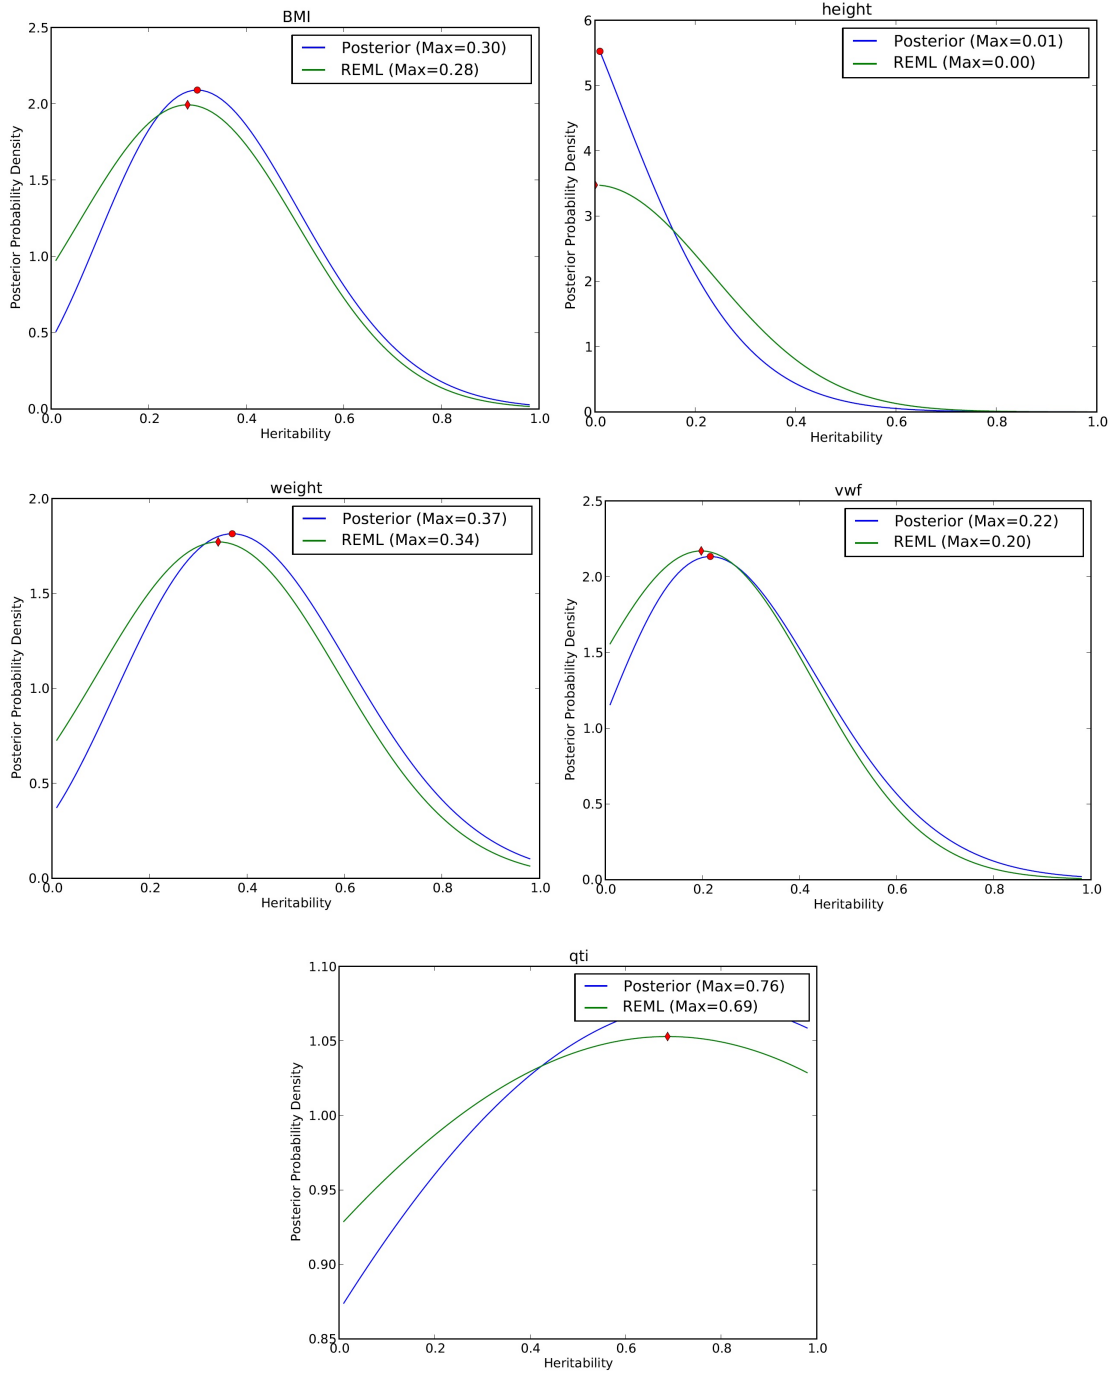 BMI
Posterior (Max=0.30)
REML (Max=0.28)
2.5
2.0
1.5
1.0
0.5
0.0
Posterior Probability Density
0.0 0.2 0.4 0.6 0.8 1.0
Heritability
height
Posterior (Max=0.01)
REML (Max=0.00)
6
5
4
3
2
1
0
Posterior Probability Density
0.0 0.2 0.4 0.6 0.8 1.0
Heritability
weight
Posterior (Max=0.37)
REML (Max=0.34)
2.0
1.5
1.0
0.5
0.0
Posterior Probability Density
0.0 0.2 0.4 0.6 0.8 1.0
Heritability
vwf
Posterior (Max=0.22)
REML (Max=0.20)
2.5
2.0
1.5
1.0
0.5
0.0
Posterior Probability Density
0.0 0.2 0.4 0.6 0.8 1.0
Heritability
qti
Posterior (Max=0.76)
REML (Max=0.69)
1.10
1.05
1.00
0.95
0.90
0.85
Posterior Probability Density
0.0 0.2 0.4 0.6 0.8 1.0
Heritability